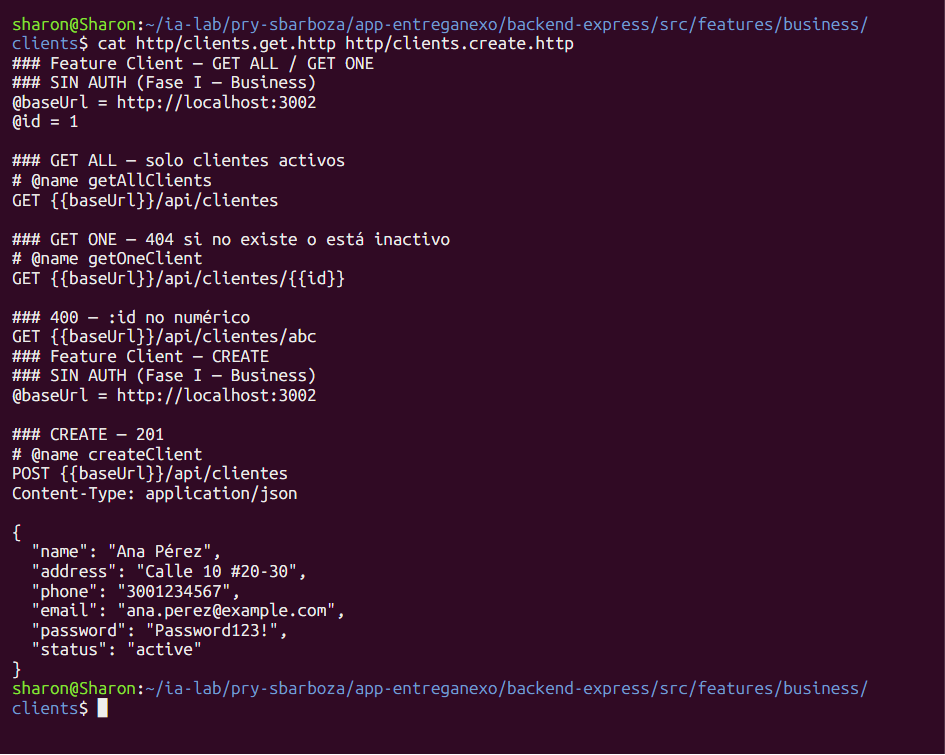 sharon@Sharon:~/ia-lab/pry-sbarboza/app-entreganexo/backend-express/src/features/business/
clients$ cat http/clients.get.http http/clients.create.http
### Feature Client — GET ALL / GET ONE
### SIN AUTH (Fase I — Business)
@baseUrl = http://localhost:3002
@id = 1

### GET ALL — solo clientes activos
# @name getAllClients
GET {{baseUrl}}/api/clientes

### GET ONE — 404 si no existe o está inactivo
# @name getOneClient
GET {{baseUrl}}/api/clientes/{{id}}

### 400 — :id no numérico
GET {{baseUrl}}/api/clientes/abc
### Feature Client — CREATE
### SIN AUTH (Fase I — Business)
@baseUrl = http://localhost:3002

### CREATE — 201
# @name createClient
POST {{baseUrl}}/api/clientes
Content-Type: application/json

{
  "name": "Ana Pérez",
  "address": "Calle 10 #20-30",
  "phone": "3001234567",
  "email": "ana.perez@example.com",
  "password": "Password123!",
  "status": "active"
}
sharon@Sharon:~/ia-lab/pry-sbarboza/app-entreganexo/backend-express/src/features/business/
clients$